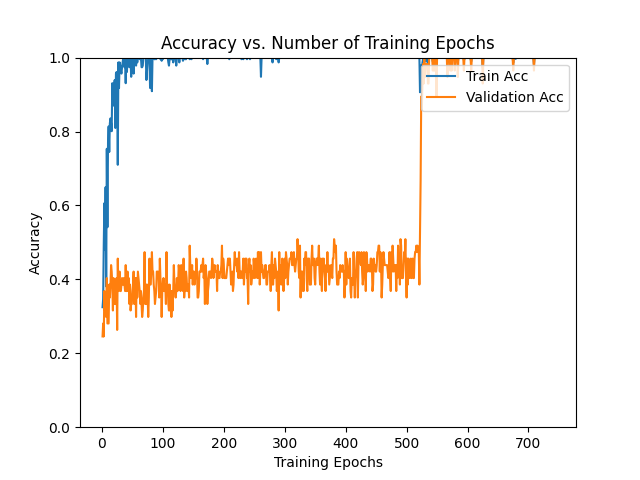 Accuracy vs. Number of Training Epochs
Train Acc
Validation Acc
Accuracy
1.0
0.8
0.6
0.4
0.2
0.0
0 100 200 300 400 500 600 700
Training Epochs